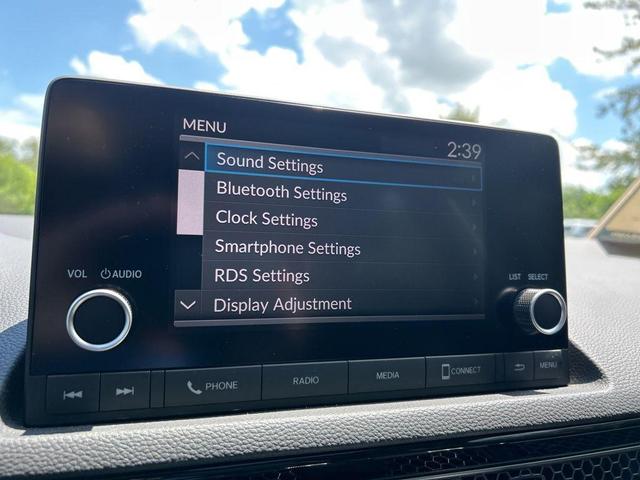 MENU
2:39
Sound Settings
Bluetooth Settings
Clock Settings
Smartphone Settings
RDS Settings
Display Adjustment
VOL AUDIO
LIST SELECT
PHONE
RADIO
MEDIA
CONNECT
MENU